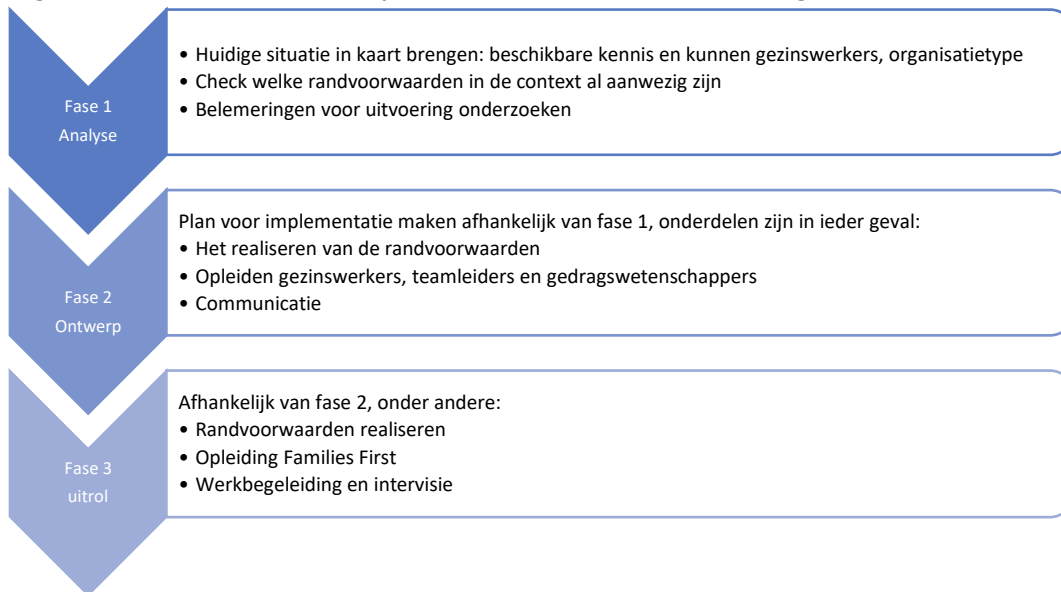 Fase 1
Analyse
• Huidige situatie in kaart brengen: beschikbare kennis en kunnen gezinswerkers, organisatietype
• Check welke randvoorwaarden in de context al aanwezig zijn
• Belemeringen voor uitvoering onderzoeken
Fase 2
Ontwerp
Plan voor implementatie maken afhankelijk van fase 1, onderdelen zijn in ieder geval:
• Het realiseren van de randvoorwaarden
• Opleiden gezinswerkers, teamleiders en gedragswetenschappers
• Communicatie
Fase 3
uitrol
Afhankelijk van fase 2, onder andere:
• Randvoorwaarden realiseren
• Opleiding Families First
• Werkbegeleiding en intervisie